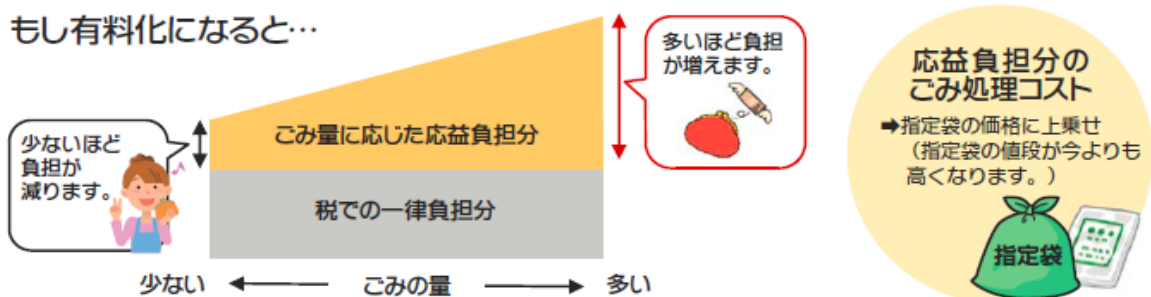 もし有料化になると…
多いほど負担
が増えます。
少ないほど
負担が
減ります。
ごみ量に応じた応益負担分
税での一律負担分
少ない ごみの量 多い
応益負担分の
ごみ処理コスト
➡指定袋の価格に上乗せ
（指定袋の値段が今よりも
高くなります。）
指定袋